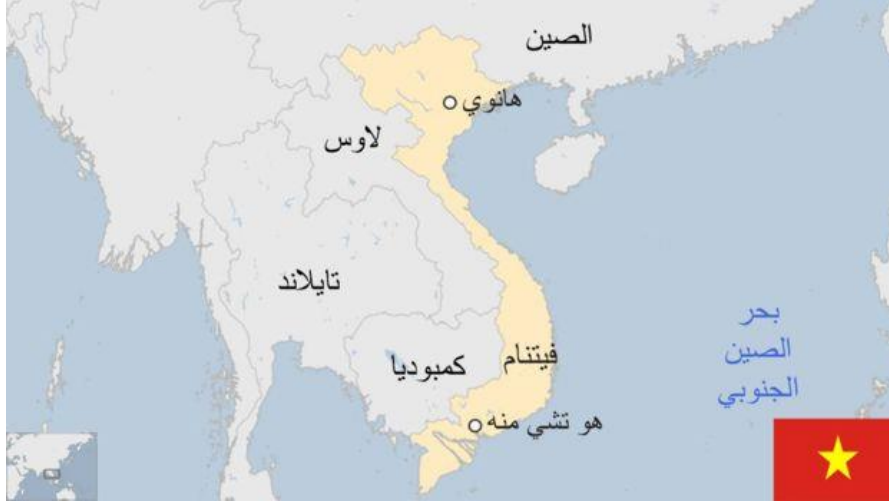 الصين
هانوي
لاوس
تايلاند
فيتنام
كمبوديا
بحر
الصين
الجنوبي
هو تشي منه